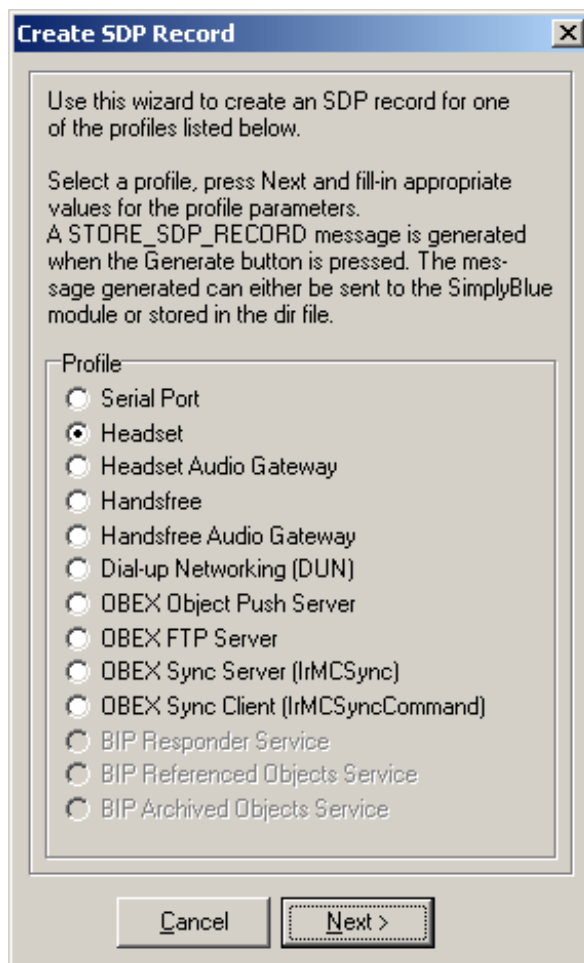 Create SDP Record
Use this wizard to create an SDP record for one
of the profiles listed below.
Select a profile, press Next and fill-in appropriate
values for the profile parameters.
A STORE_SDP_RECORD message is generated
when the Generate button is pressed. The mes-
sage generated can either be sent to the SimplyBlue
module or stored in the dir file.
Profile
Serial Port
Headset
Headset Audio Gateway
Handsfree
Handsfree Audio Gateway
Dial-up Networking (DUN)
OBEX Object Push Server
OBEX FTP Server
OBEX Sync Server (IrMCSync)
OBEX Sync Client (IrMCSyncCommand)
BIP Responder Service
BIP Referenced Objects Service
BIP Archived Objects Service
Cancel
Next >